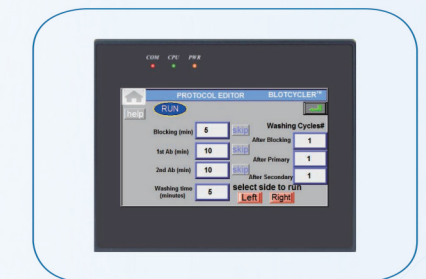 COM CPU PWR
PROTOCOL EDITOR BLOTCYCLER™
help RUN
Washing Cycles#
Blocking (min) 5 skip After Blocking 1
1st Ab (min) 10 skip After Primary 1
2nd Ab (min) 10 skip After Secondary 1
Washing time (minutes) 5 select side to run
Left Right